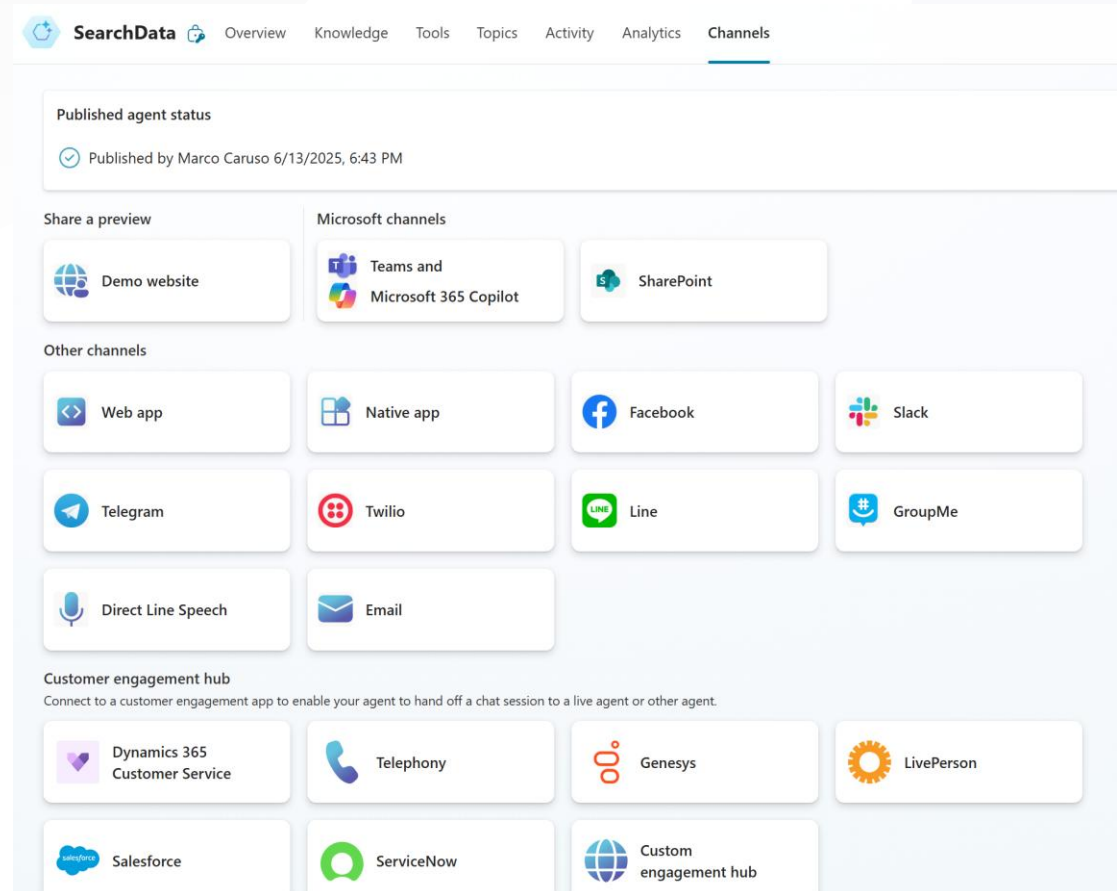 SearchData
Overview
Knowledge
Tools
Topics
Activity
Analytics
Channels
Published agent status
Published by Marco Caruso 6/13/2025, 6:43 PM
Share a preview
Microsoft channels
Demo website
Teams and
Microsoft 365 Copilot
SharePoint
Other channels
Web app
Native app
Facebook
Slack
Telegram
Twilio
LINE
Line
GroupMe
Direct Line Speech
Email
Customer engagement hub
Connect to a customer engagement app to enable your agent to hand off a chat session to a live agent or other agent.
Dynamics 365
Customer Service
Telephony
Genesys
LivePerson
salesforce
Salesforce
ServiceNow
Custom
engagement hub